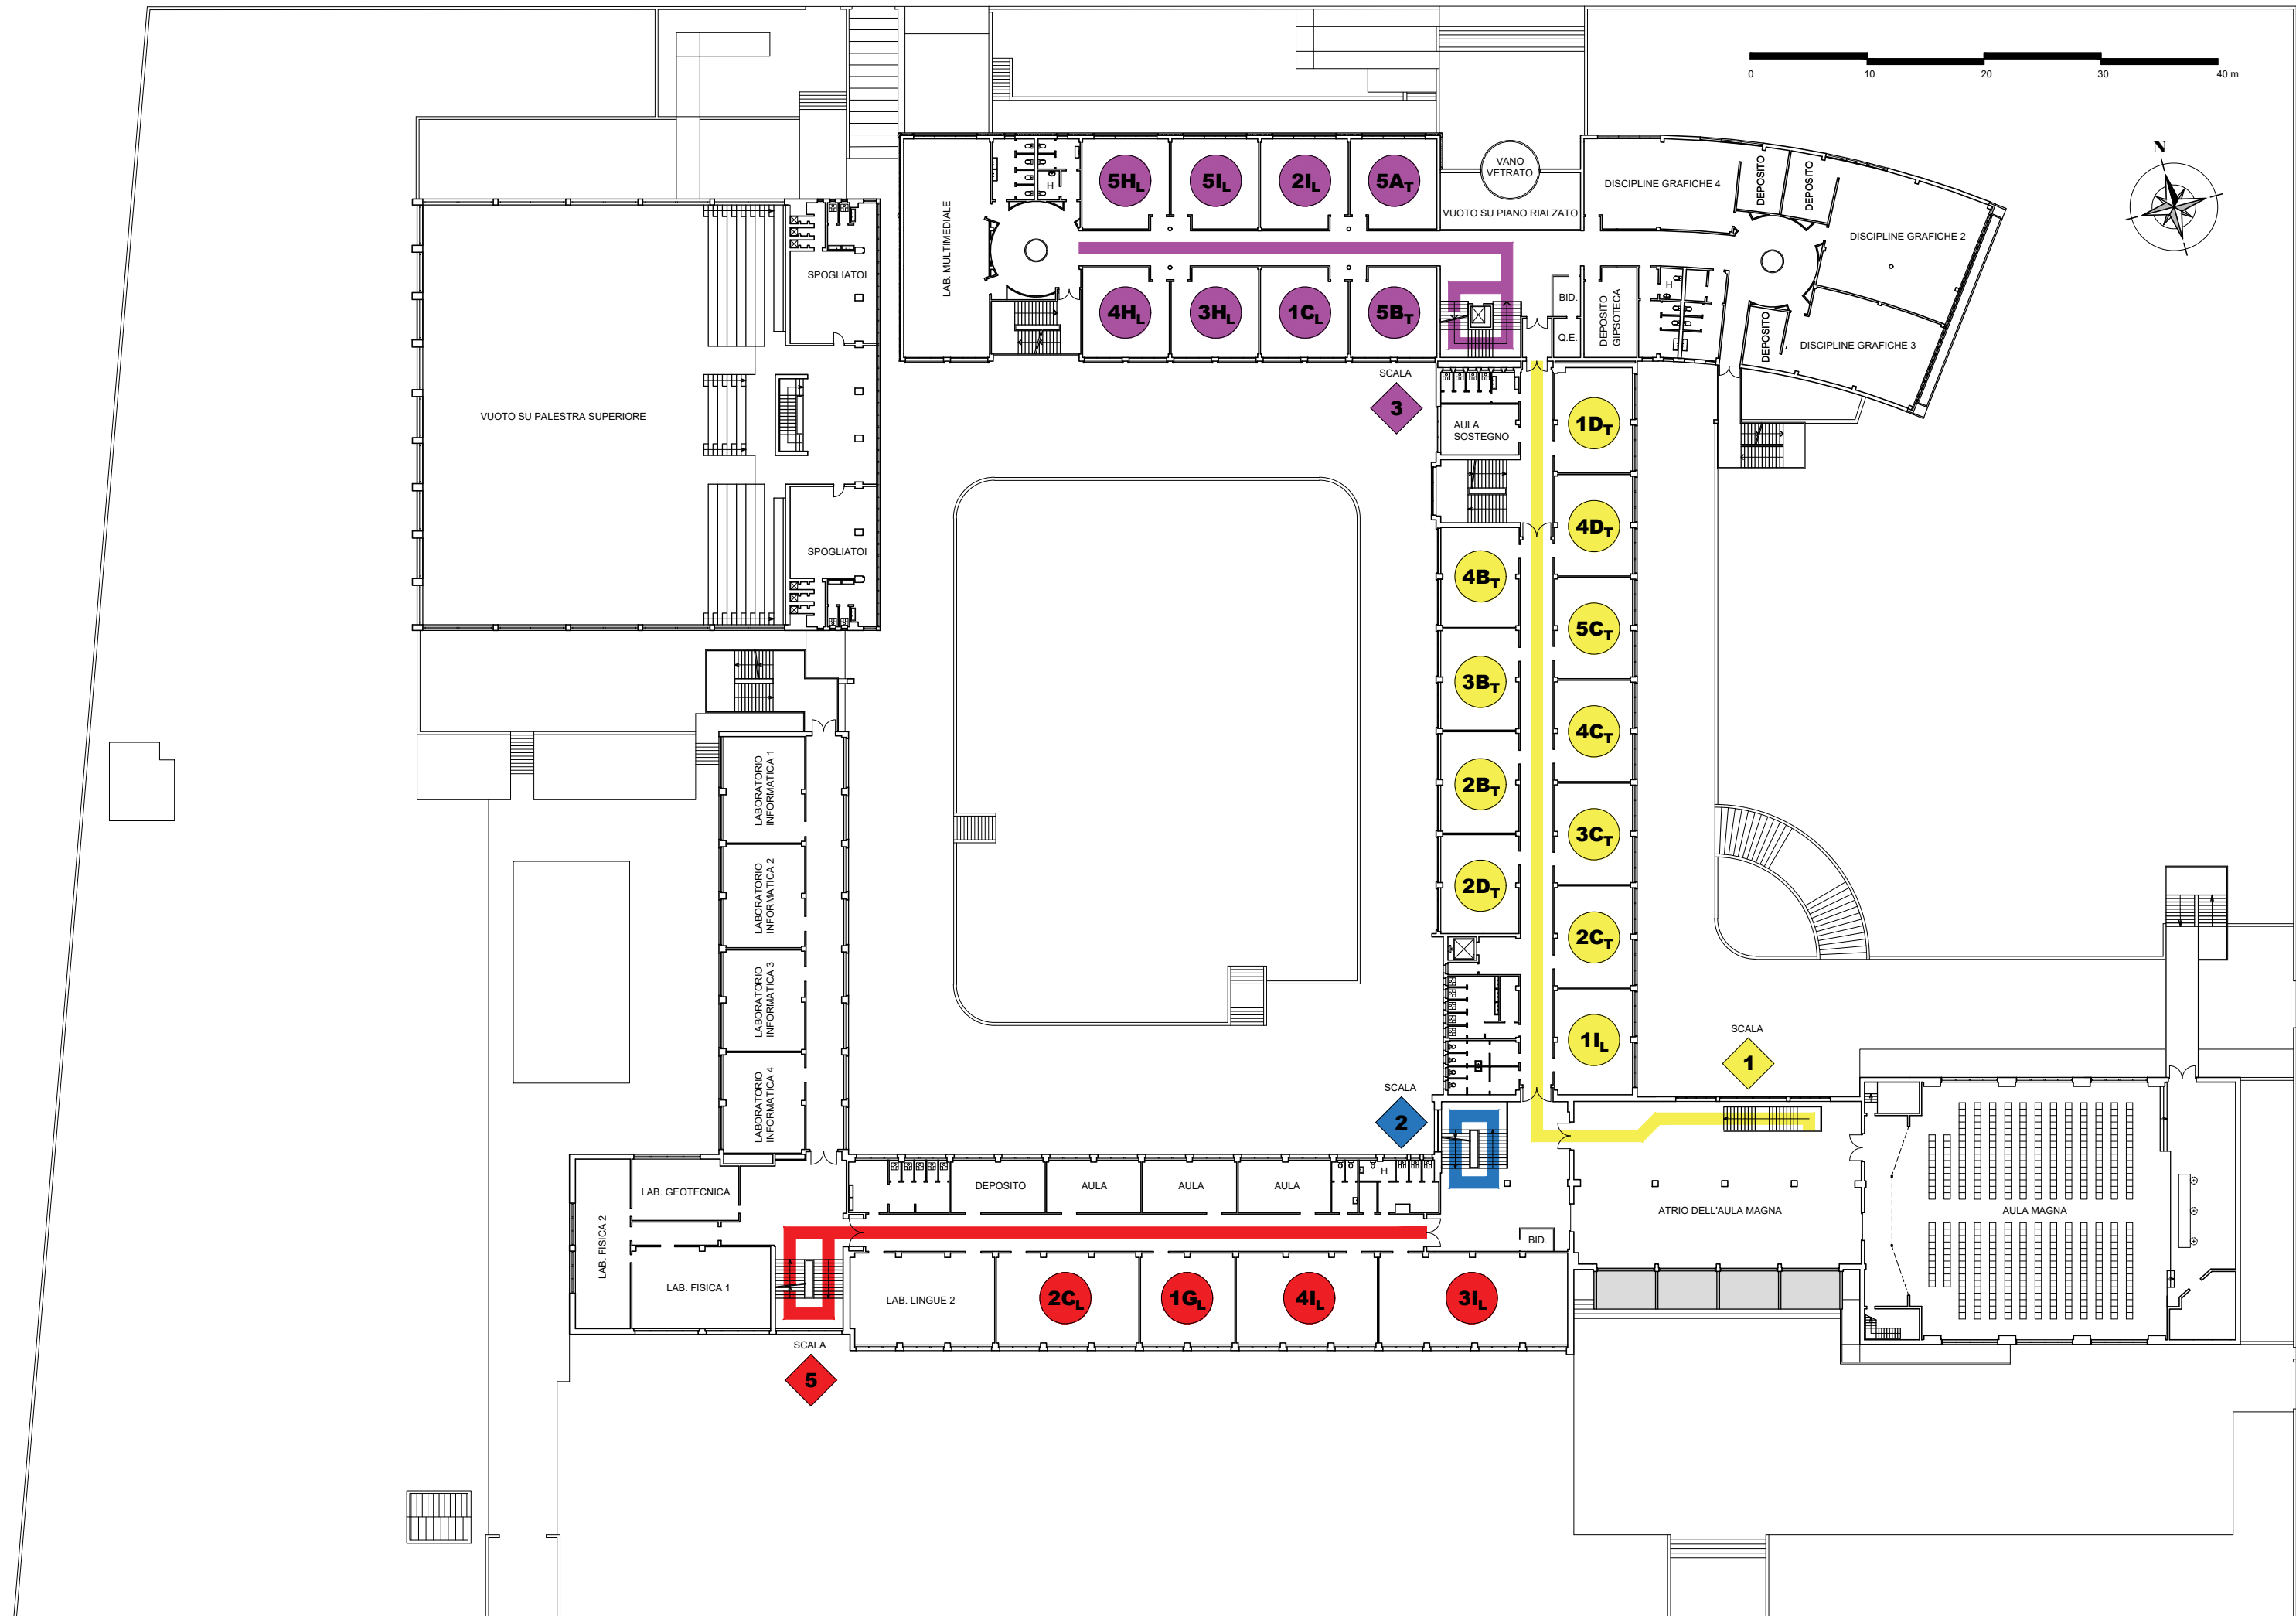 0 10 20 30 40 m
N
VANO
VETRATO
VUOTO SU PIANO RIALZATO
DISCIPLINE GRAFICHE 4
DEPOSITO
DEPOSITO
DISCIPLINE GRAFICHE 2
DISCIPLINE GRAFICHE 3
DEPOSITO
H
DEPOSITO
GIPSOTECA
BID.
Q.E.
LAB. MULTIMEDIALE
H
5HL
5IL
2IL
5AT
4HL
3HL
1CL
5BT
SCALA
3
SPOGLIATOI
VUOTO SU PALESTRA SUPERIORE
SPOGLIATOI
AULA
SOSTEGNO
1DT
4DT
4BT
5CT
3BT
4CT
2BT
3CT
2DT
2CT
1IL
SCALA
1
SCALA
2
LABORATORIO
INFORMATICA 1
LABORATORIO
INFORMATICA 2
LABORATORIO
INFORMATICA 3
LABORATORIO
INFORMATICA 4
LAB. GEOTECNICA
LAB. FISICA 2
LAB. FISICA 1
DEPOSITO
AULA
AULA
AULA
H
BID.
ATRIO DELL'AULA MAGNA
AULA MAGNA
LAB. LINGUE 2
2CL
1GL
4IL
3IL
SCALA
5